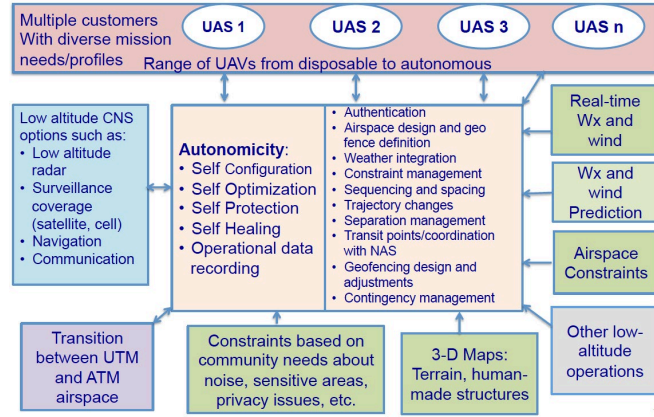 Multiple customers
With diverse mission
needs/profiles
UAS 1
UAS 2
UAS 3
UAS n
Range of UAVs from disposable to autonomous
Low altitude CNS
options such as:
• Low altitude
radar
• Surveillance
coverage
(satellite, cell)
• Navigation
• Communication
Autonomicity:
• Self Configuration
• Self Optimization
• Self Protection
• Self Healing
• Operational data
recording
• Authentication
• Airspace design and geo
fence definition
• Weather integration
• Constraint management
• Sequencing and spacing
• Trajectory changes
• Separation management
• Transit points/coordination
with NAS
• Geofencing design and
adjustments
• Contingency management
Real-time
Wx and
wind
Wx and
wind
Prediction
Airspace
Constraints
Other low-
altitude
operations
Transition
between UTM
and ATM
airspace
Constraints based on
community needs about
noise, sensitive areas,
privacy issues, etc.
3-D Maps:
Terrain, human-
made structures